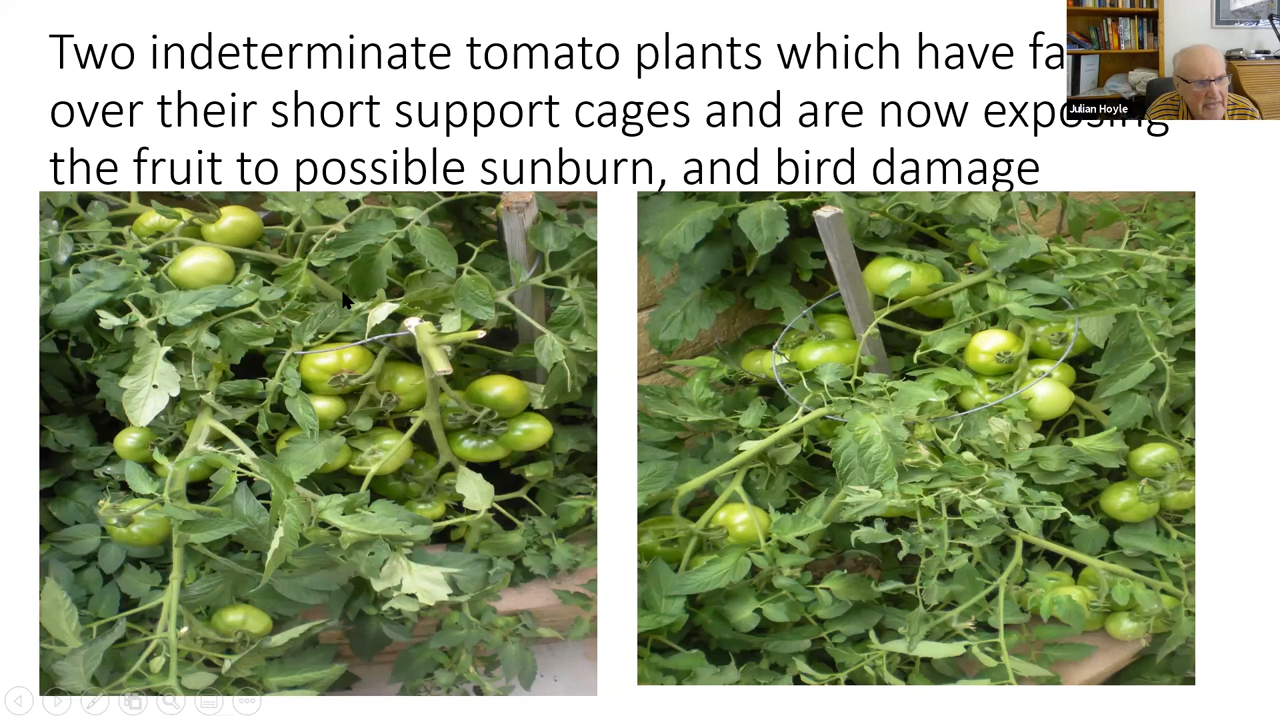 Two indeterminate tomato plants which have fa
over their short support cages and are now exposing
the fruit to possible sunburn, and bird damage
Julian Hoyle